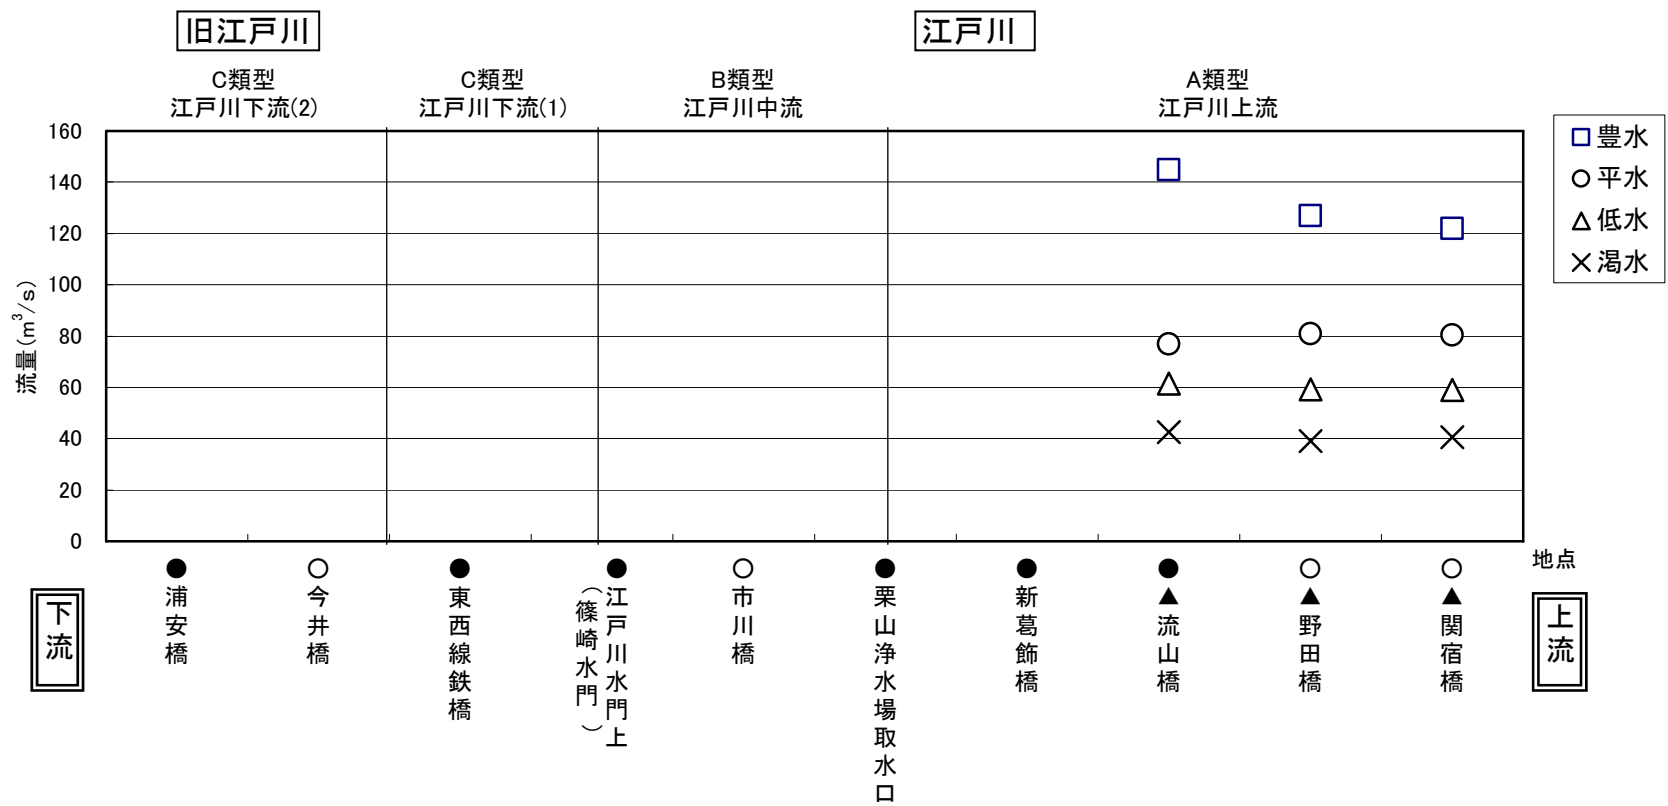 旧江戸川
江戸川
C類型
江戸川下流(2)
C類型
江戸川下流(1)
B類型
江戸川中流
A類型
江戸川上流
流量(m³/s)
160
140
120
100
80
60
40
20
0
□豊水
○平水
△低水
×渇水
地点
下流
●浦安橋
○今井橋
●東西線鉄橋
●江戸川水門上
(篠崎水門)
○市川橋
●栗山浄水場取水口
●新葛飾橋
●▲流山橋
○▲野田橋
○▲関宿橋
上流